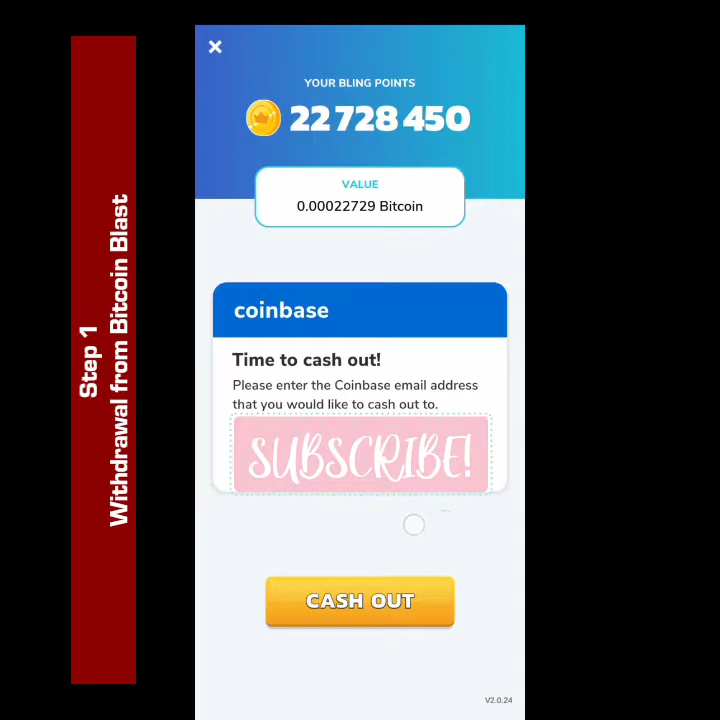 Step 1
Withdrawal from Bitcoin Blast
YOUR BLING POINTS
22 728 450
VALUE
0.00022729 Bitcoin
coinbase
Time to cash out!
Please enter the Coinbase email address
that you would like to cash out to.
SUBSCRIBE!
CASH OUT
V2.0.24